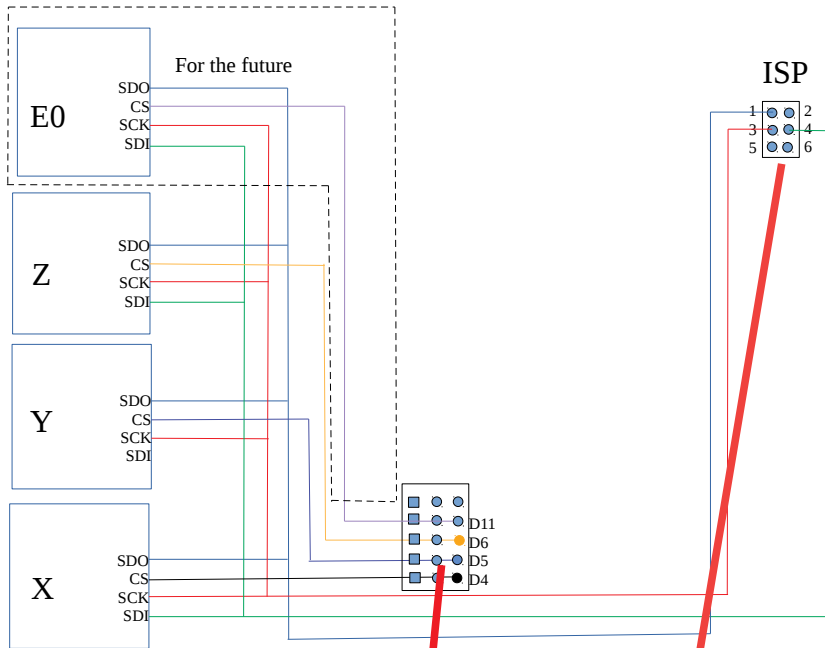 For the future
E0
SDO
CS
SCK
SDI
ISP
1 2
3 4
5 6
Z
SDO
CS
SCK
SDI
Y
SDO
CS
SCK
SDI
D11
D6
D5
D4
X
SDO
CS
SCK
SDI